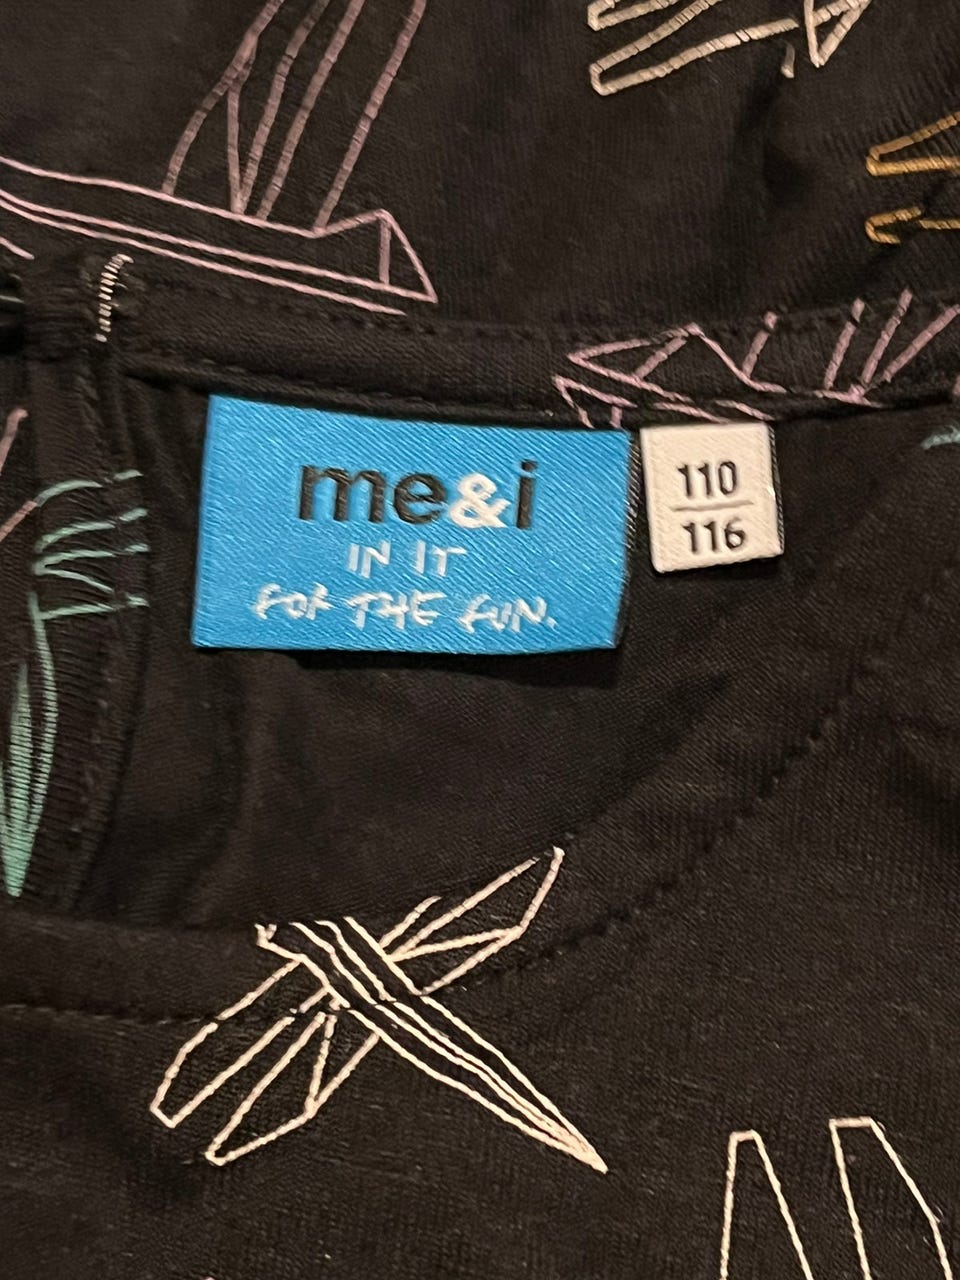 me&i
IN IT
FOR THE FUN.
110
116